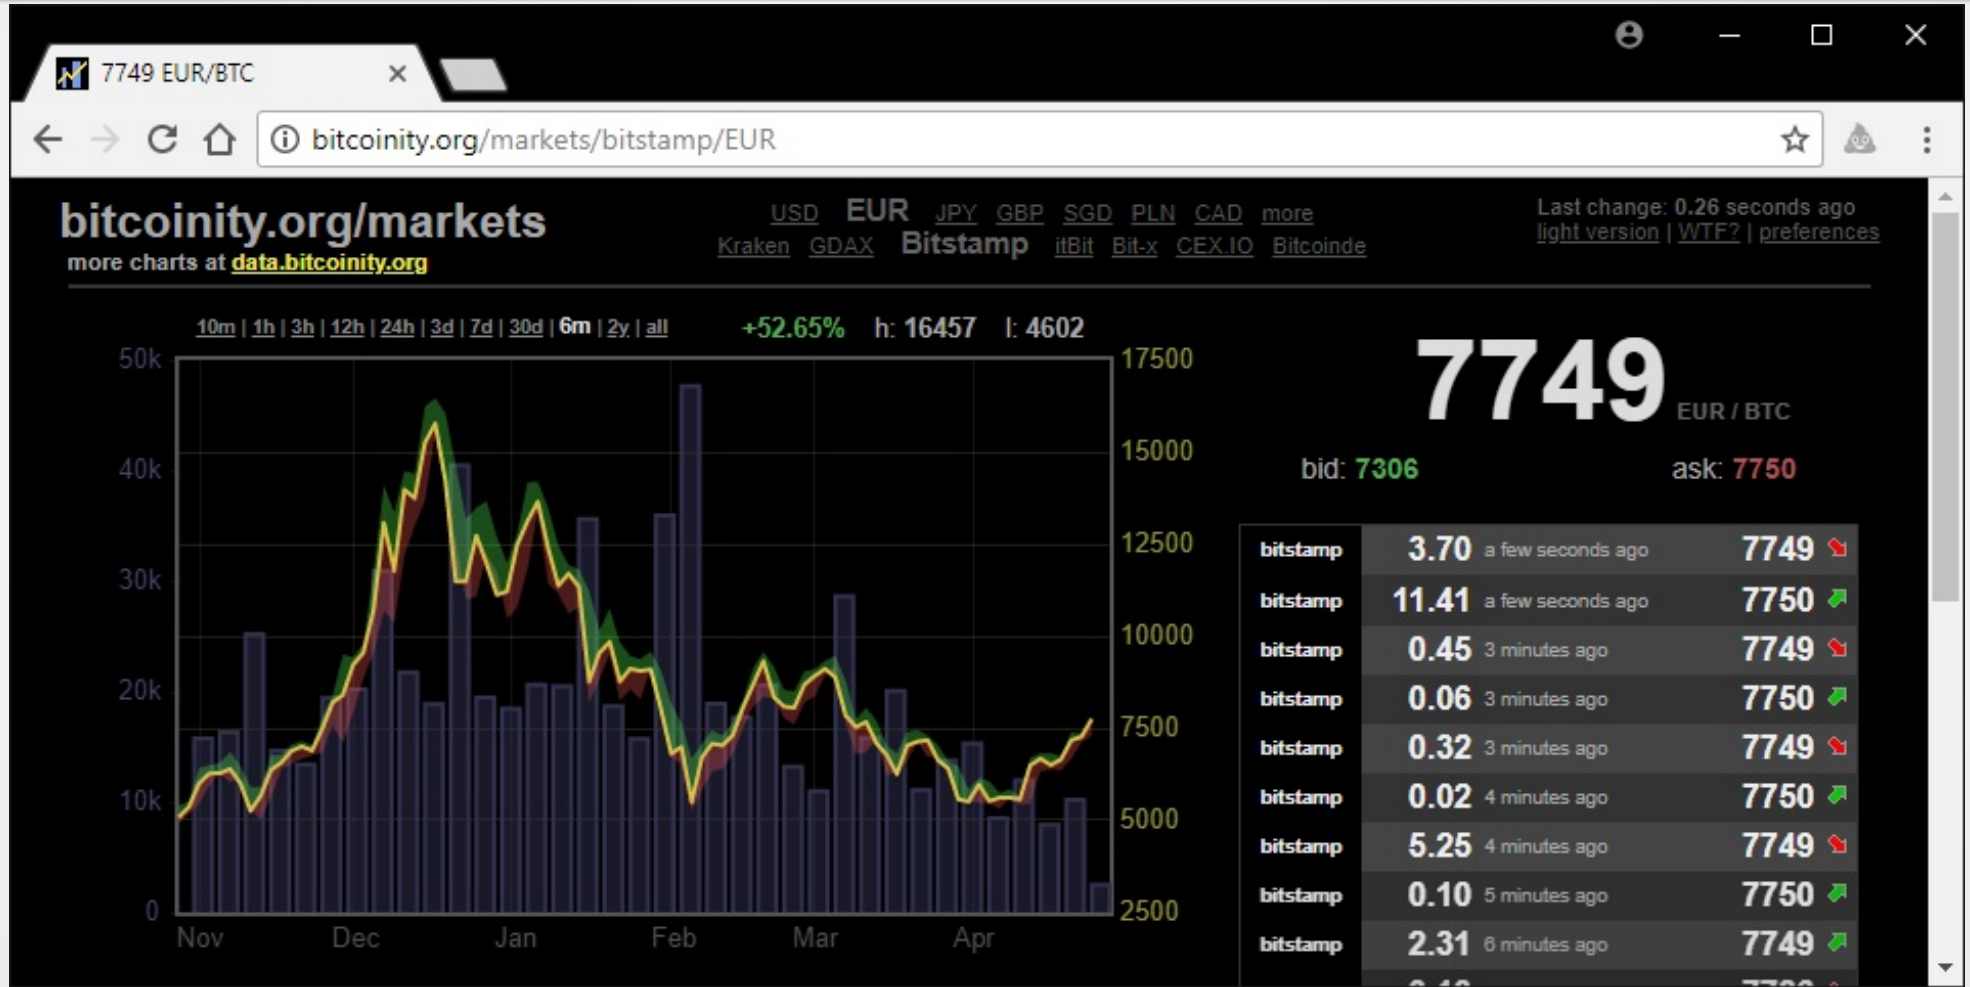 7749 EUR/BTC
bitcoinity.org/markets/bitstamp/EUR
bitcoinity.org/markets
more charts at data.bitcoinity.org
USD EUR JPY GBP SGD PLN CAD more
Kraken GDAX Bitstamp itBit Bit-x CEX.IO Bitcoinde
Last change: 0.26 seconds ago
light version | WTF? | preferences
10m | 1h | 3h | 12h | 24h | 3d | 7d | 30d | 6m | 2y | all
+52.65% h: 16457 l: 4602
50k
40k
30k
20k
10k
0
17500
15000
12500
10000
7500
5000
2500
Nov Dec Jan Feb Mar Apr
7749 EUR / BTC
bid: 7306 ask: 7750
bitstamp 3.70 a few seconds ago 7749
bitstamp 11.41 a few seconds ago 7750
bitstamp 0.45 3 minutes ago 7749
bitstamp 0.06 3 minutes ago 7750
bitstamp 0.32 3 minutes ago 7749
bitstamp 0.02 4 minutes ago 7750
bitstamp 5.25 4 minutes ago 7749
bitstamp 0.10 5 minutes ago 7750
bitstamp 2.31 6 minutes ago 7749